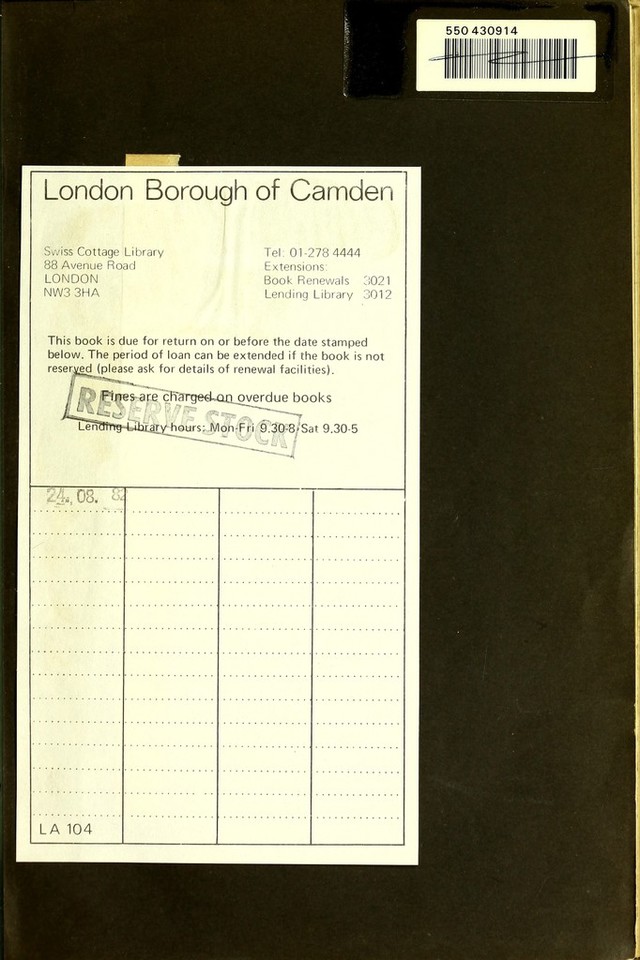 550 430914
London Borough of Camden
Swiss Cottage Library
88 Avenue Road
LONDON
NW3 3HA
Tel: 01-278 4444
Extensions:
Book Renewals 3021
Lending Library 3012
This book is due for return on or before the date stamped
below. The period of loan can be extended if the book is not
reserved (please ask for details of renewal facilities).
Fines are charged on overdue books
RESERVE STOCK
Lending Library hours: Mon-Fri 9.30-8, Sat 9.30-5
24. 08. 82
LA 104